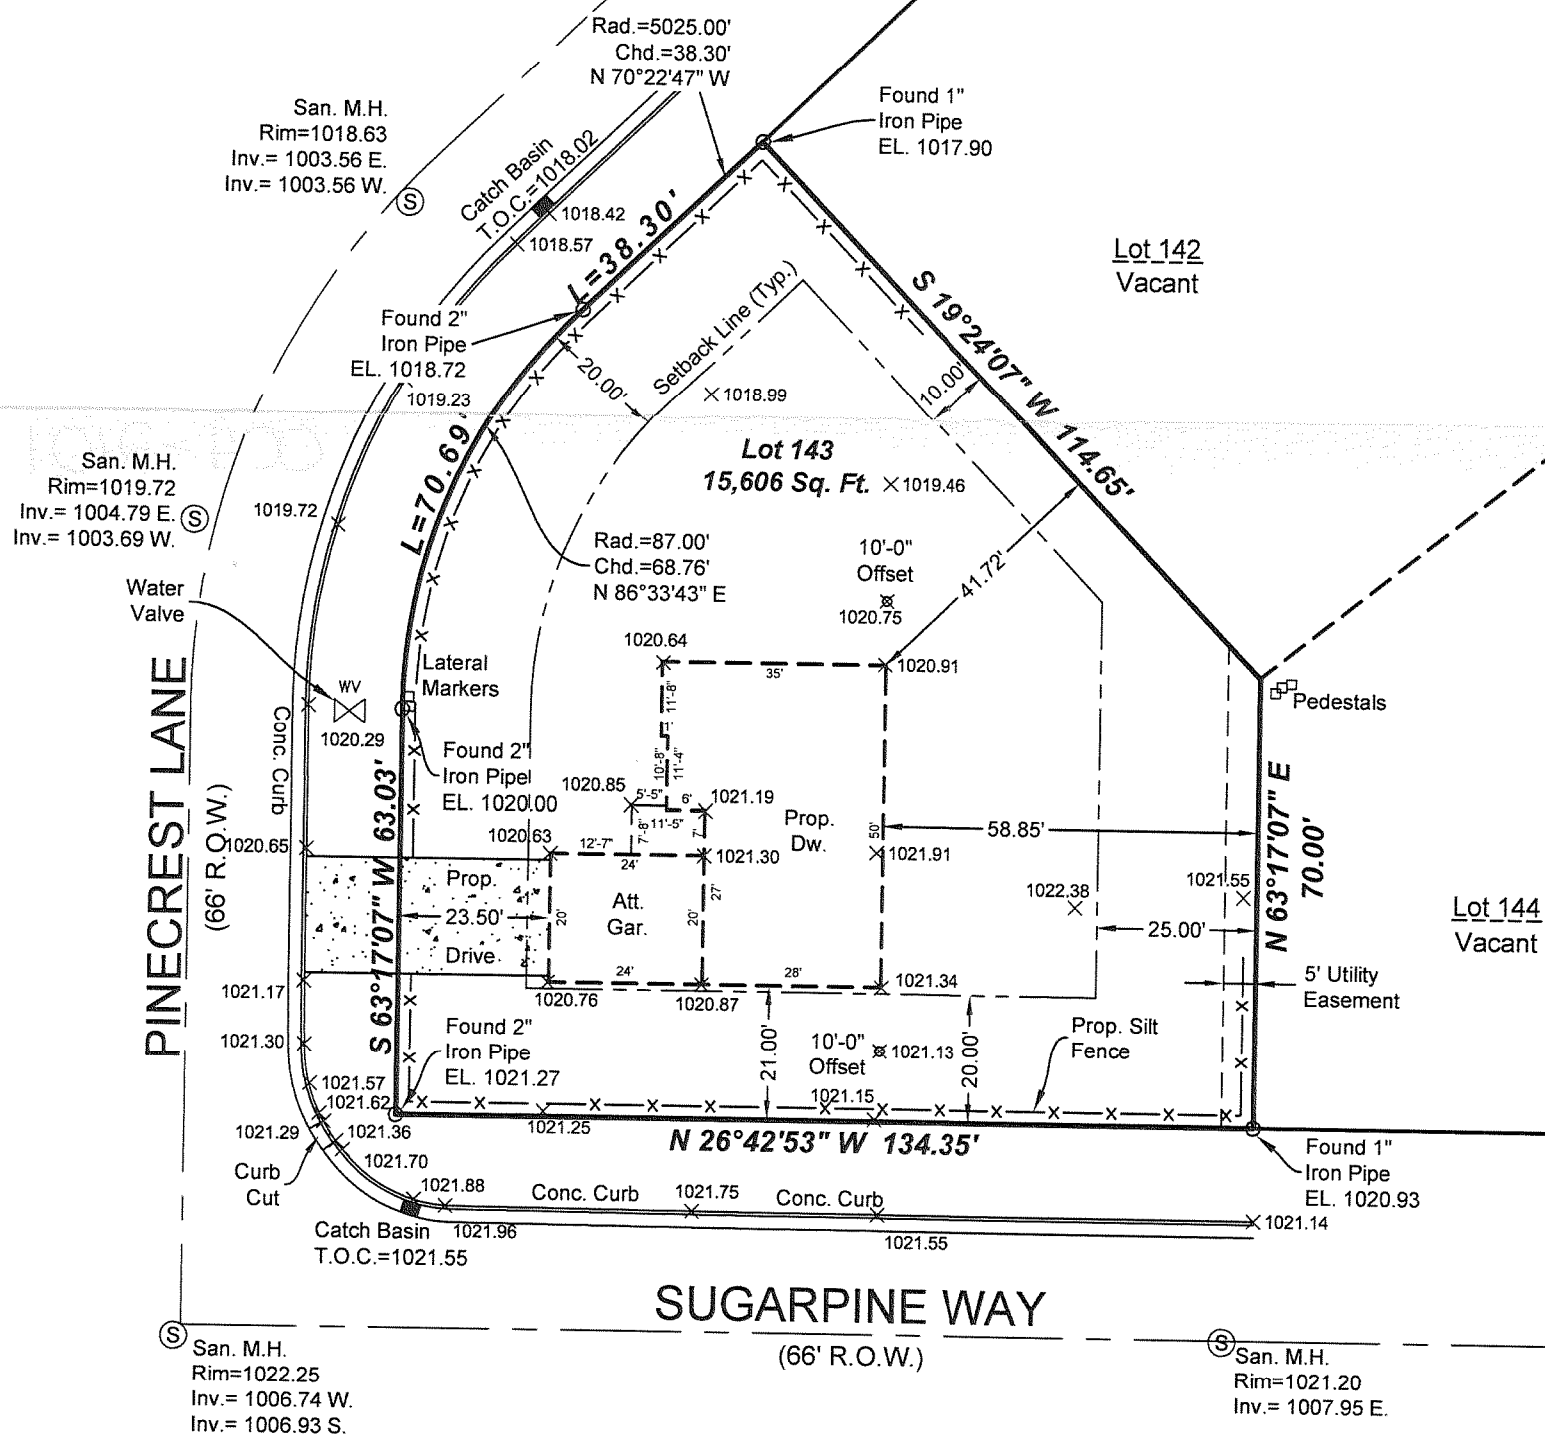 Rad.=5025.00'
Chd.=38.30'
N 70°22'47" W
Found 1"
Iron Pipe
EL. 1017.90
San. M.H.
Rim=1018.63
Inv.= 1003.56 E.
Inv.= 1003.56 W.
S
Catch Basin
T.O.C.=1018.02
1018.42
1018.57
L=38.30'
Lot 142
Vacant
S 19°24'07" W 114.65'
Setback Line (Typ.)
Found 2"
Iron Pipe
EL. 1018.72
1019.23
20.00'
1018.99
10.00'
Lot 143
15,606 Sq. Ft.
1019.46
L=70.69'
San. M.H.
Rim=1019.72
Inv.= 1004.79 E.
Inv.= 1003.69 W.
S
1019.72
Rad.=87.00'
Chd.=68.76'
N 86°33'43" E
10'-0"
Offset
1020.75
41.72'
Water
Valve
WV
1020.29
Lateral
Markers
1020.64
35'
1020.91
Pedestals
PINECREST LANE
(66' R.O.W.)
Conc. Curb
Found 2"
Iron Pipe
EL. 1020.00
11'-8"
1'
10'-8"
11'-4"
1020.85
5'-5"
6'
1021.19
11'-5"
7'-8"
7'
Prop.
Dw.
50'
58.85'
1020.63
12'-7"
24'
1021.30
1021.91
1020.65
S 63°17'07" W 63.03'
Prop.
Drive
23.50'
20'
Att.
Gar.
20'
27'
1022.38
1021.55
25.00'
N 63°17'07" E
70.00'
Lot 144
Vacant
5' Utility
Easement
24'
28'
1020.76
1020.87
1021.34
1021.17
1021.30
1021.57
1021.62
1021.29
1021.36
1021.70
Found 2"
Iron Pipe
EL. 1021.27
21.00'
10'-0"
Offset
1021.13
20.00'
Prop. Silt
Fence
1021.25
1021.15
N 26°42'53" W 134.35'
Curb
Cut
1021.88
Conc. Curb
1021.75
Conc. Curb
1021.96
1021.55
1021.14
Catch Basin
T.O.C.=1021.55
Found 1"
Iron Pipe
EL. 1020.93
SUGARPINE WAY
(66' R.O.W.)
S
San. M.H.
Rim=1022.25
Inv.= 1006.74 W.
Inv.= 1006.93 S.
S
San. M.H.
Rim=1021.20
Inv.= 1007.95 E.